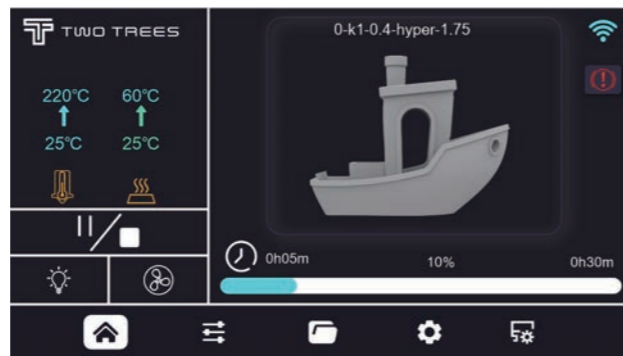 TWO TREES
0-k1-0.4-hyper-1.75
220°C 60°C
25°C 25°C
0h05m 10% 0h30m